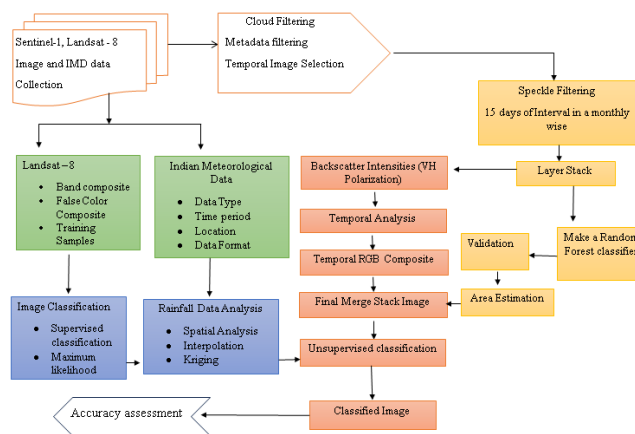 Sentinel-1, Landsat - 8
Image and IMD data
Collection
Cloud Filtering
Metadata filtering
Temporal Image Selection
Speckle Filtering
15 days of Interval in a monthly
wise
Layer Stack
Make a Random
Forest classifier
Validation
Area Estimation
Landsat – 8
Band composite
False Color
Composite
Training
Samples
Indian Meteorological
Data
Data Type
Time period
Location
Data Format
Backscatter Intensities (VH
Polarization)
Temporal Analysis
Temporal RGB Composite
Final Merge Stack Image
Unsupervised classification
Classified Image
Image Classification
Supervised
classification
Maximum
likelihood
Rainfall Data Analysis
Spatial Analysis
Interpolation
Kriging
Accuracy assessment